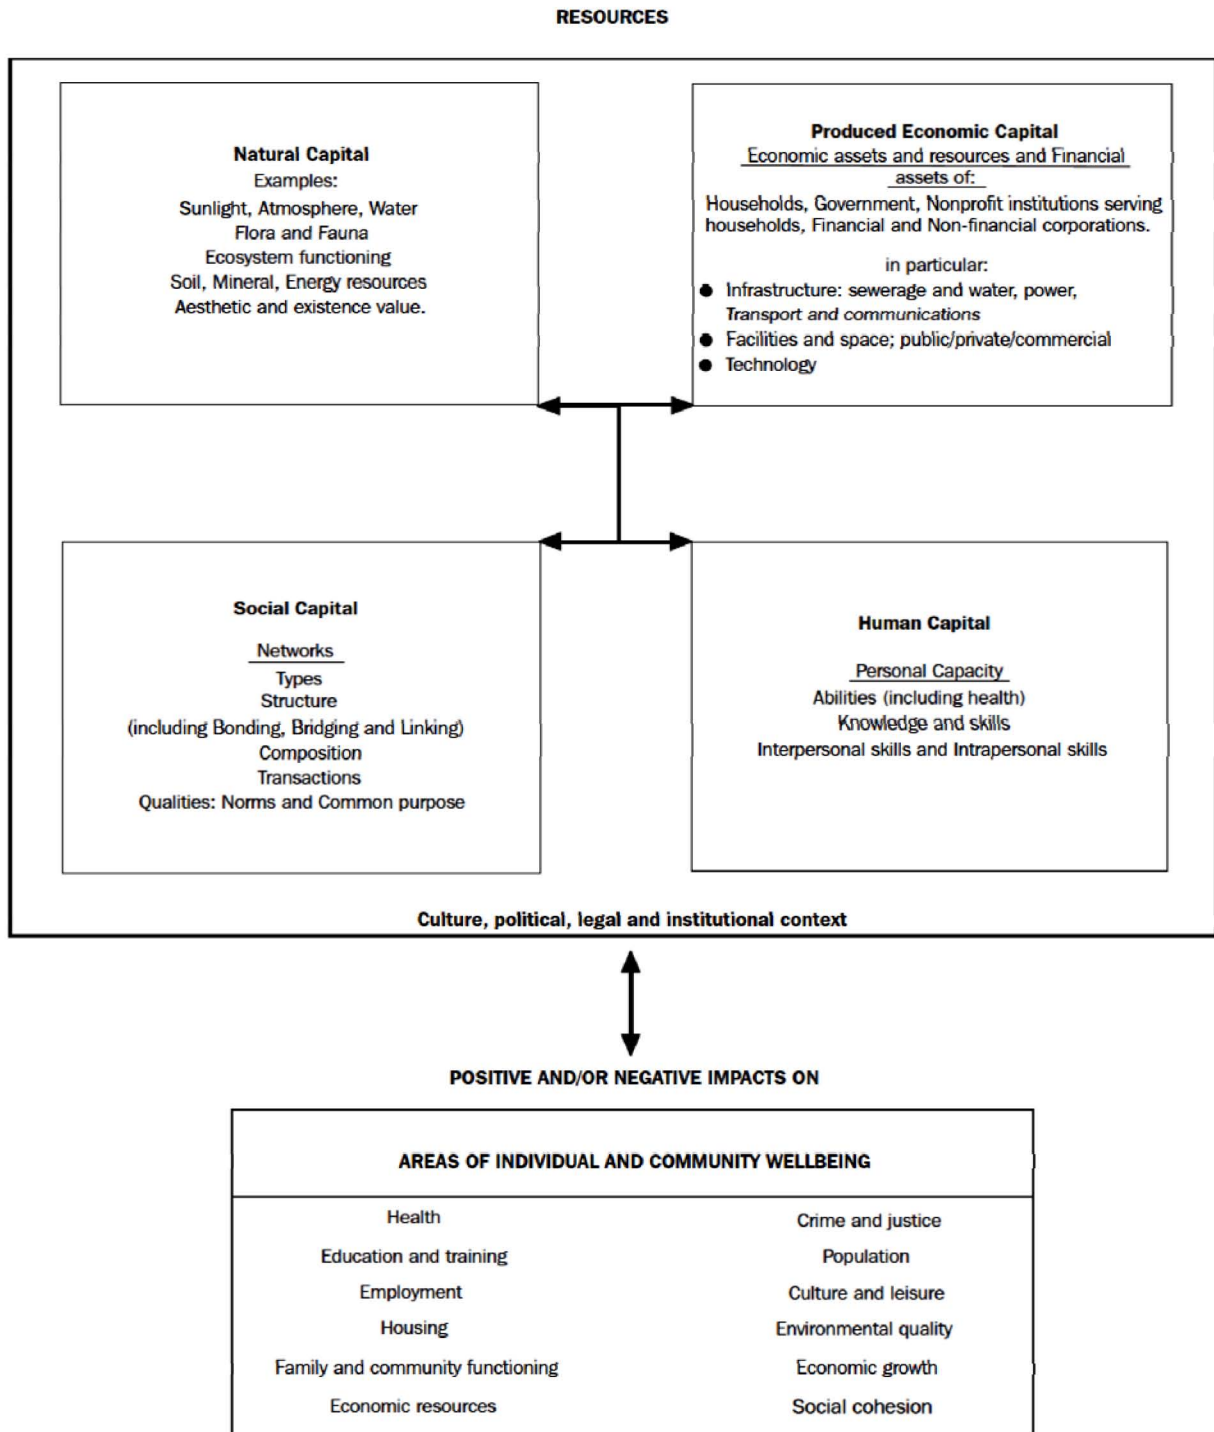 RESOURCES
Natural Capital
Examples:
Sunlight, Atmosphere, Water
Flora and Fauna
Ecosystem functioning
Soil, Mineral, Energy resources
Aesthetic and existence value.
Produced Economic Capital
Economic assets and resources and Financial
assets of:
Households, Government, Nonprofit institutions serving
households, Financial and Non-financial corporations.
in particular:
● Infrastructure: sewerage and water, power,
Transport and communications
● Facilities and space; public/private/commercial
● Technology
Social Capital
Networks
Types
Structure
(including Bonding, Bridging and Linking)
Composition
Transactions
Qualities: Norms and Common purpose
Human Capital
Personal Capacity
Abilities (including health)
Knowledge and skills
Interpersonal skills and Intrapersonal skills
Culture, political, legal and institutional context
POSITIVE AND/OR NEGATIVE IMPACTS ON
AREAS OF INDIVIDUAL AND COMMUNITY WELLBEING
Health
Education and training
Employment
Housing
Family and community functioning
Economic resources
Crime and justice
Population
Culture and leisure
Environmental quality
Economic growth
Social cohesion